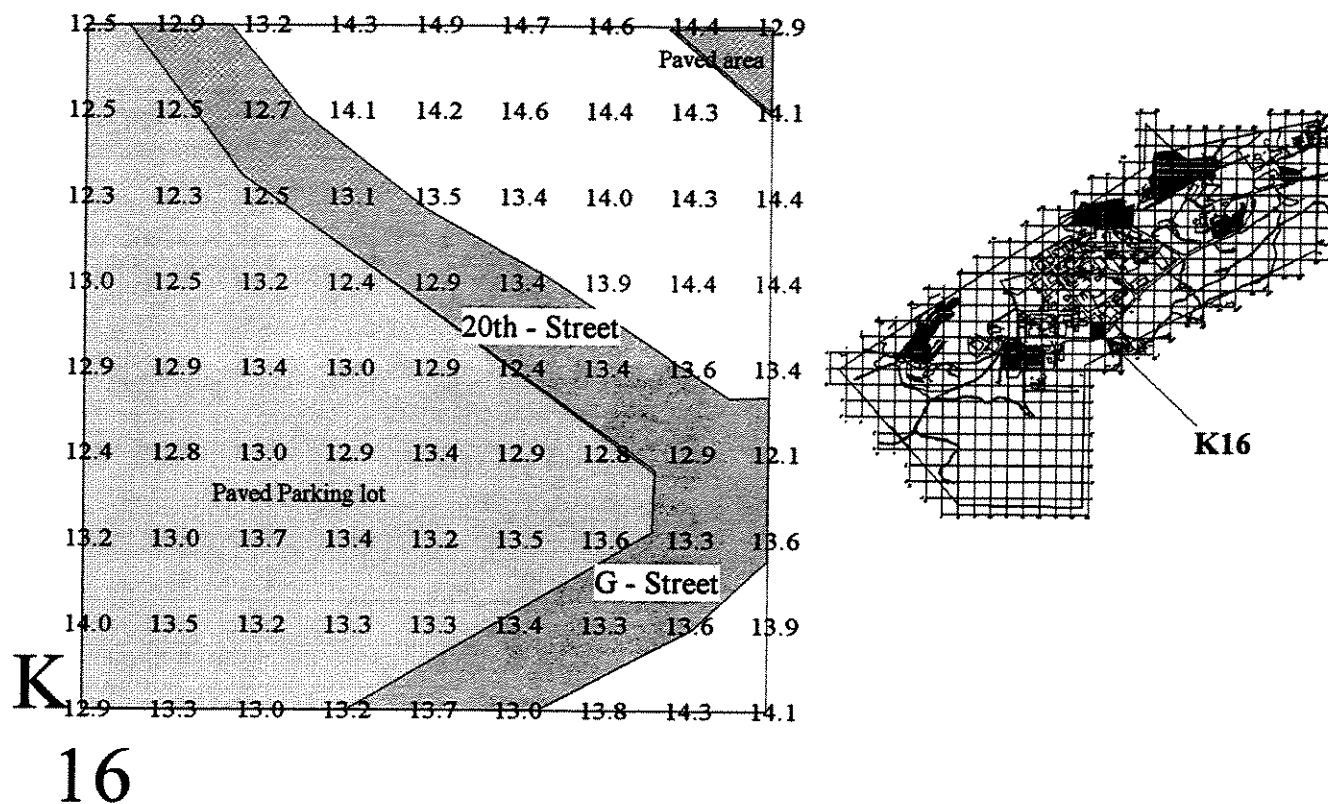 12.5 12.9 13.2 14.3 14.9 14.7 14.6 14.4 12.9
Paved area
12.5 12.5 12.7 14.1 14.2 14.6 14.4 14.3 14.1
12.3 12.3 12.5 13.1 13.5 13.4 14.0 14.3 14.4
13.0 12.5 13.2 12.4 12.9 13.4 13.9 14.4 14.4
20th - Street
12.9 12.9 13.4 13.0 12.9 12.4 13.4 13.6 13.4
K16
12.4 12.8 13.0 12.9 13.4 12.9 12.8 12.9 12.1
Paved Parking lot
13.2 13.0 13.7 13.4 13.2 13.5 13.6 13.3 13.6
G - Street
14.0 13.5 13.2 13.3 13.3 13.4 13.3 13.6 13.9
K
12.9 13.3 13.0 13.2 13.7 13.0 13.8 14.3 14.1
16